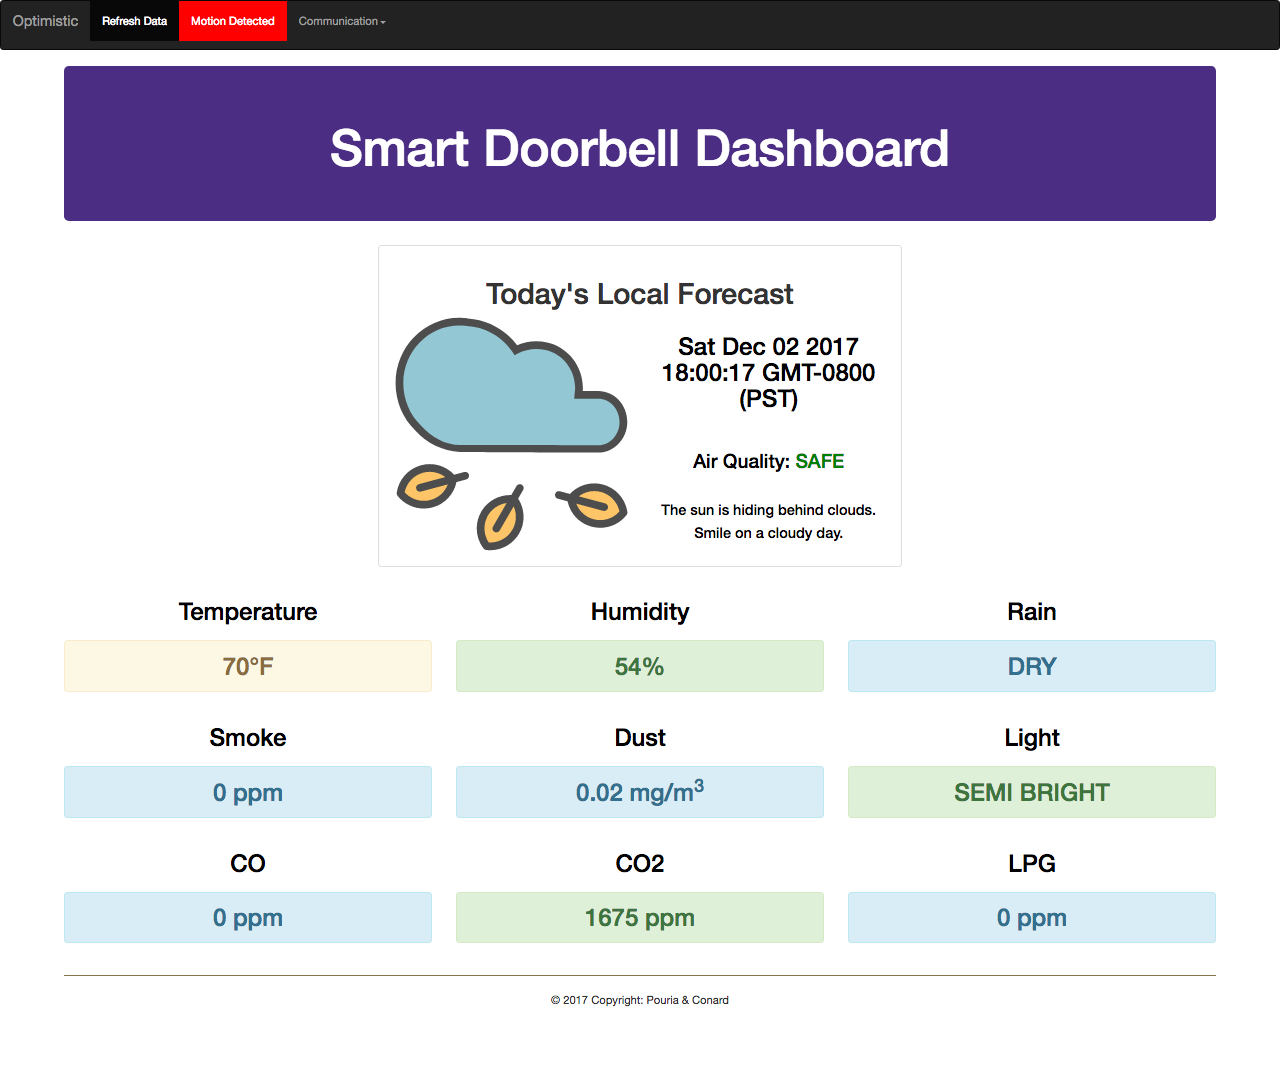 Optimistic Refresh Data Motion Detected Communication
Smart Doorbell Dashboard
Today's Local Forecast
Sat Dec 02 2017
18:00:17 GMT-0800
(PST)
Air Quality: SAFE
The sun is hiding behind clouds.
Smile on a cloudy day.
Temperature Humidity Rain
70°F 54% DRY
Smoke Dust Light
0 ppm 0.02 mg/m³ SEMI BRIGHT
CO CO2 LPG
0 ppm 1675 ppm 0 ppm
© 2017 Copyright: Pouria & Conard